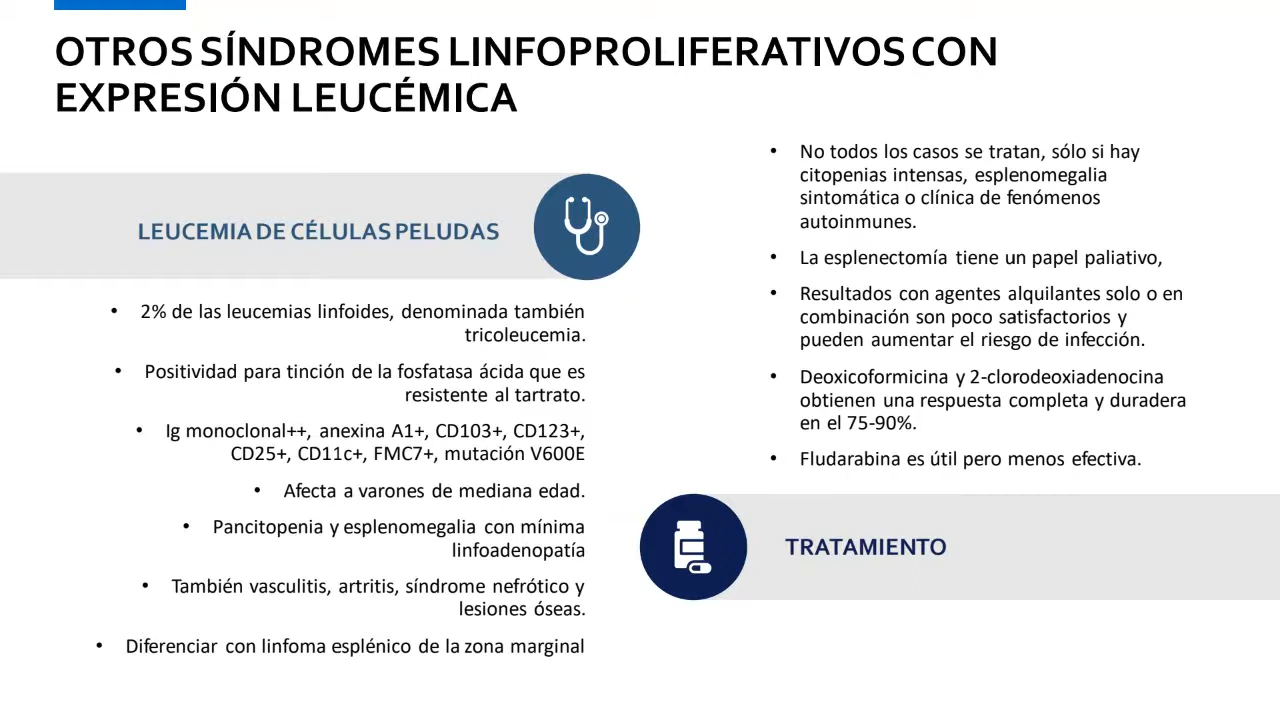 OTROS SÍNDROMES LINFOPROLIFERATIVOS CON
EXPRESIÓN LEUCÉMICA
LEUCEMIA DE CÉLULAS PELUDAS
• 2% de las leucemias linfoides, denominada también
tricoleucemia.
• Positividad para tinción de la fosfatasa ácida que es
resistente al tartrato.
• Ig monoclonal++, anexina A1+, CD103+, CD123+,
CD25+, CD11c+, FMC7+, mutación V600E
• Afecta a varones de mediana edad.
• Pancitopenia y esplenomegalia con mínima
linfoadenopatía
• También vasculitis, artritis, síndrome nefrótico y
lesiones óseas.
• Diferenciar con linfoma esplénico de la zona marginal
• No todos los casos se tratan, sólo si hay
citopenias intensas, esplenomegalia
sintomática o clínica de fenómenos
autoinmunes.
• La esplenectomía tiene un papel paliativo,
• Resultados con agentes alquilantes solo o en
combinación son poco satisfactorios y
pueden aumentar el riesgo de infección.
• Deoxicoformicina y 2-clorodeoxiadenocina
obtienen una respuesta completa y duradera
en el 75-90%.
• Fludarabina es útil pero menos efectiva.
TRATAMIENTO